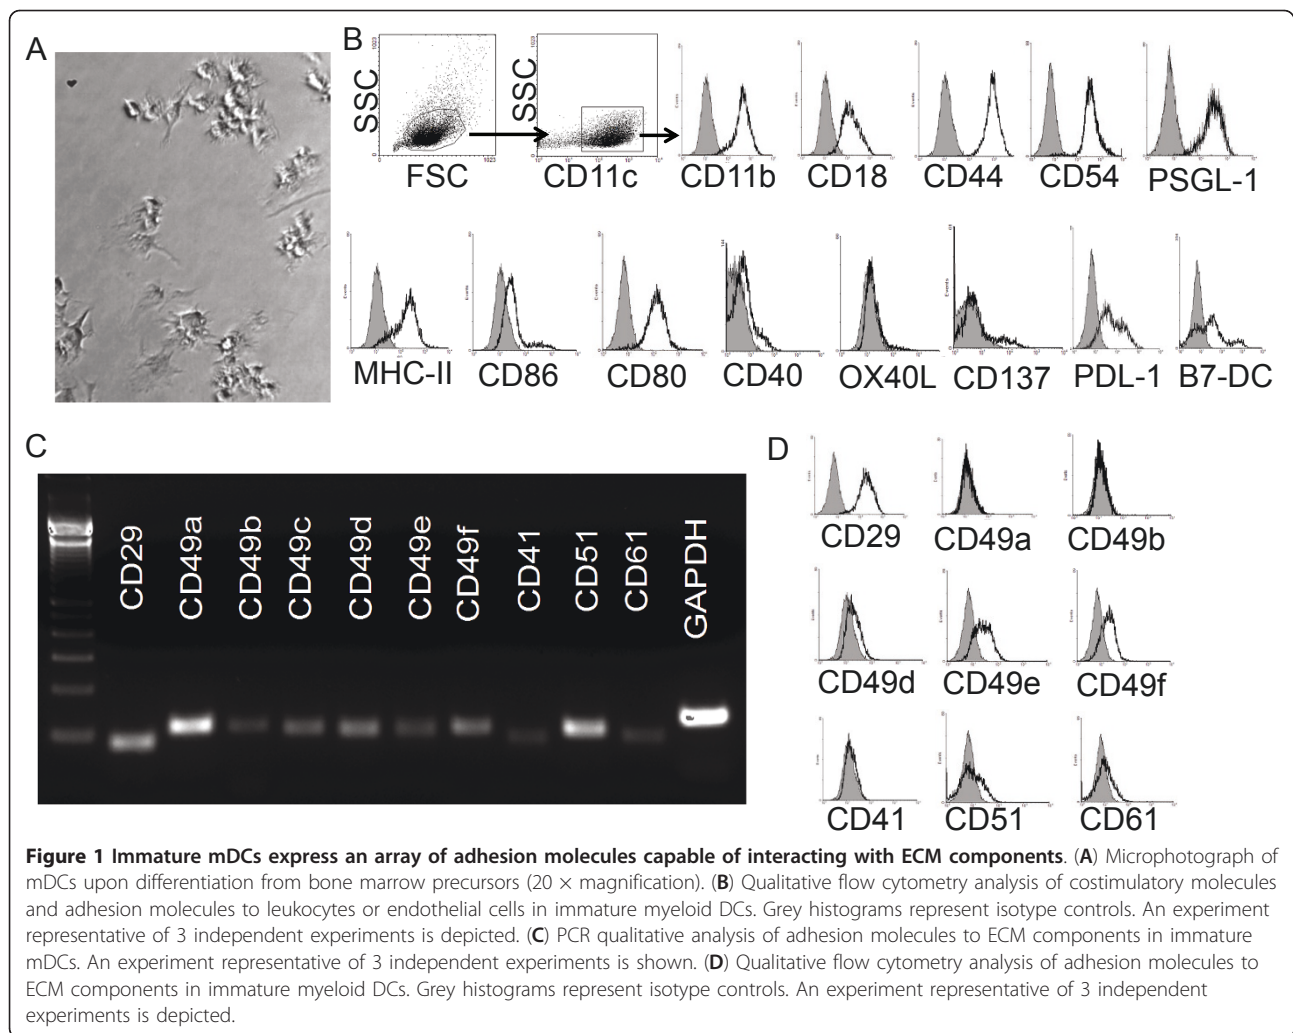 A
B
SSC
1023
0
0
1023
FSC
SSC
1023
CD11c
Events
CD11b
CD18
CD44
CD54
PSGL-1
MHC-II
CD86
CD80
CD40
OX40L
CD137
PDL-1
B7-DC
C
CD29
CD49a
CD49b
CD49c
CD49d
CD49e
CD49f
CD41
CD51
CD61
GAPDH
D
CD29
CD49a
CD49b
CD49d
CD49e
CD49f
CD41
CD51
CD61
Figure 1 Immature mDCs express an array of adhesion molecules capable of interacting with ECM components. (A) Microphotograph of
mDCs upon differentiation from bone marrow precursors (20 × magnification). (B) Qualitative flow cytometry analysis of costimulatory molecules
and adhesion molecules to leukocytes or endothelial cells in immature myeloid DCs. Grey histograms represent isotype controls. An experiment
representative of 3 independent experiments is depicted. (C) PCR qualitative analysis of adhesion molecules to ECM components in immature
mDCs. An experiment representative of 3 independent experiments is shown. (D) Qualitative flow cytometry analysis of adhesion molecules to
ECM components in immature myeloid DCs. Grey histograms represent isotype controls. An experiment representative of 3 independent
experiments is depicted.